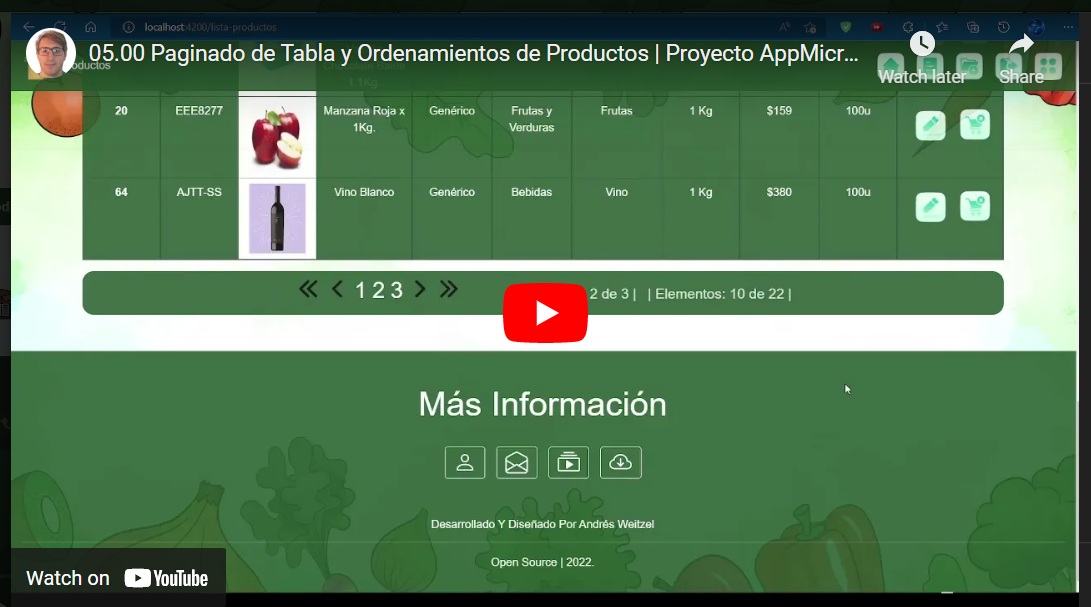 localhost:4200/lista-productos
05.00 Paginado de Tabla y Ordenamientos de Productos | Proyecto AppMicr...
Watch later
Share
1 Kg.
20 EEE8277 Manzana Roja x 1Kg. Genérico Frutas y Verduras Frutas 1 Kg $159 100u
64 AJTT-SS Vino Blanco Genérico Bebidas Vino 1 Kg $380 100u
« < 1 2 3 > » 2 de 3 | | Elementos: 10 de 22 |
Más Información
Desarrollado Y Diseñado Por Andrés Weitzel
Open Source | 2022.
Watch on YouTube